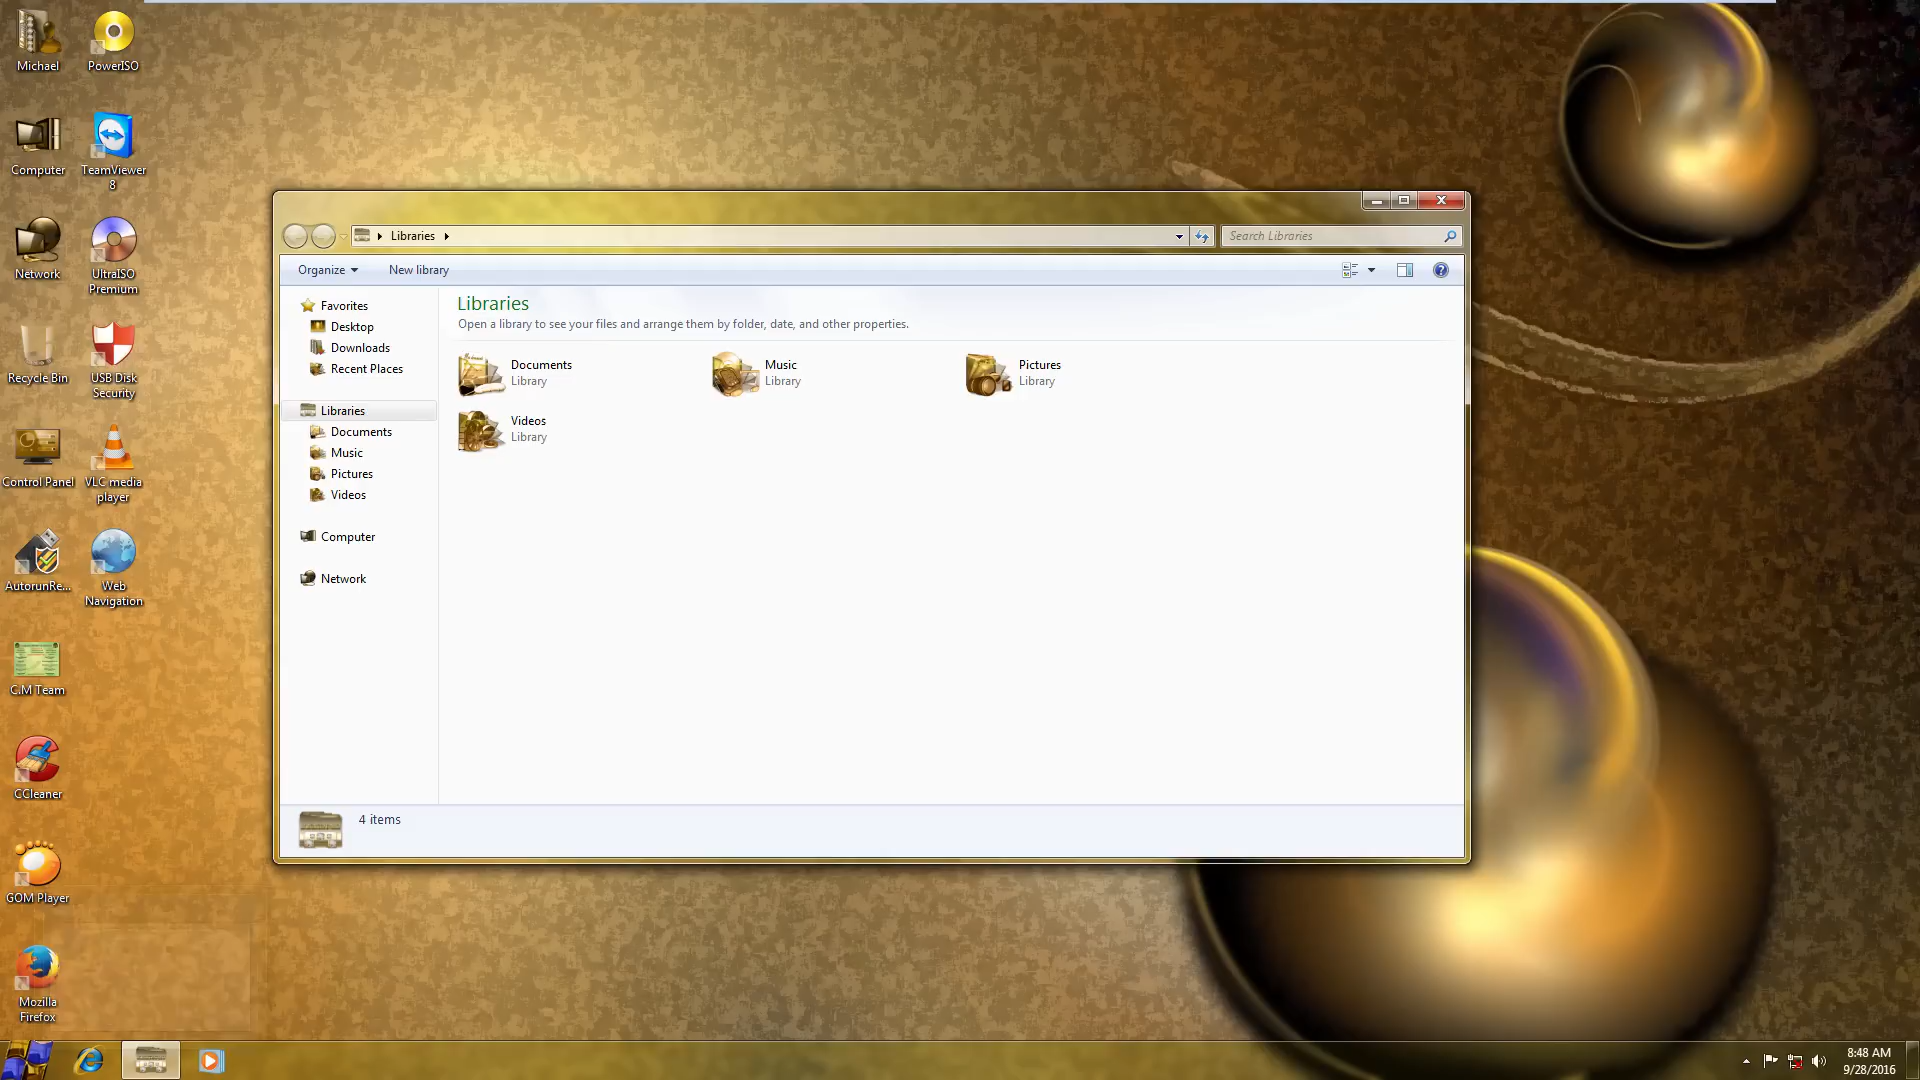 Michael
PowerISO
Computer
TeamViewer
8
Network
UltraISO
Premium
Recycle Bin
USB Disk
Security
Control Panel
VLC media
player
AutorunRe...
Web
Navigation
C.M Team
CCleaner
GOM Player
Mozilla
Firefox
Libraries
Search Libraries
Organize
New library
Favorites
Desktop
Downloads
Recent Places
Libraries
Documents
Music
Pictures
Videos
Computer
Network
Libraries
Open a library to see your files and arrange them by folder, date, and other properties.
Documents
Library
Music
Library
Pictures
Library
Videos
Library
4 items
8:48 AM
9/28/2016